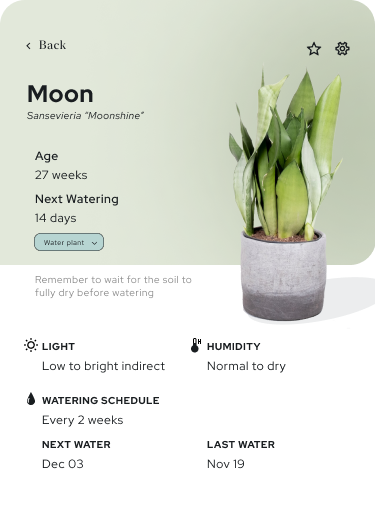 Back
Moon
Sansevieria "Moonshine"
Age
27 weeks
Next Watering
14 days
Water plant
Remember to wait for the soil to
fully dry before watering
LIGHT
Low to bright indirect
H
HUMIDITY
Normal to dry
WATERING SCHEDULE
Every 2 weeks
NEXT WATER
Dec 03
LAST WATER
Nov 19